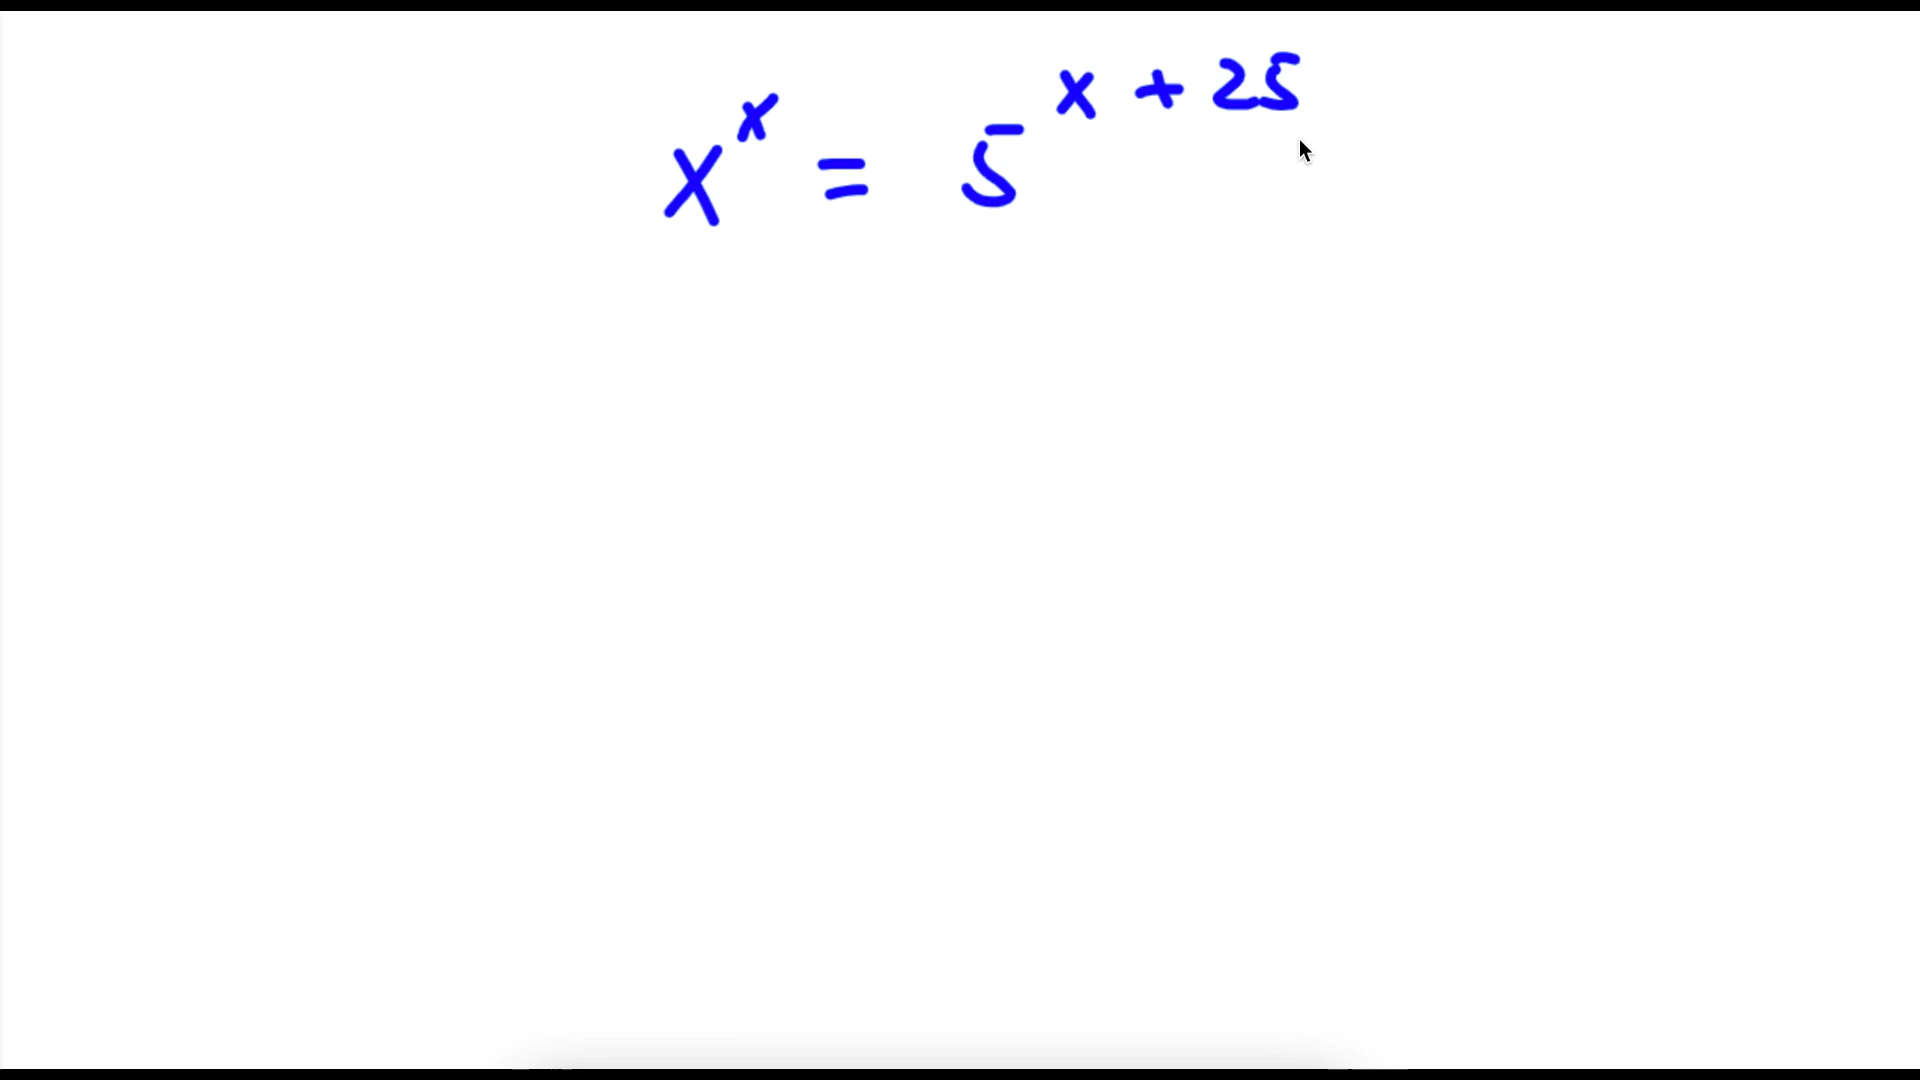 x^x = 5^{x + 25}